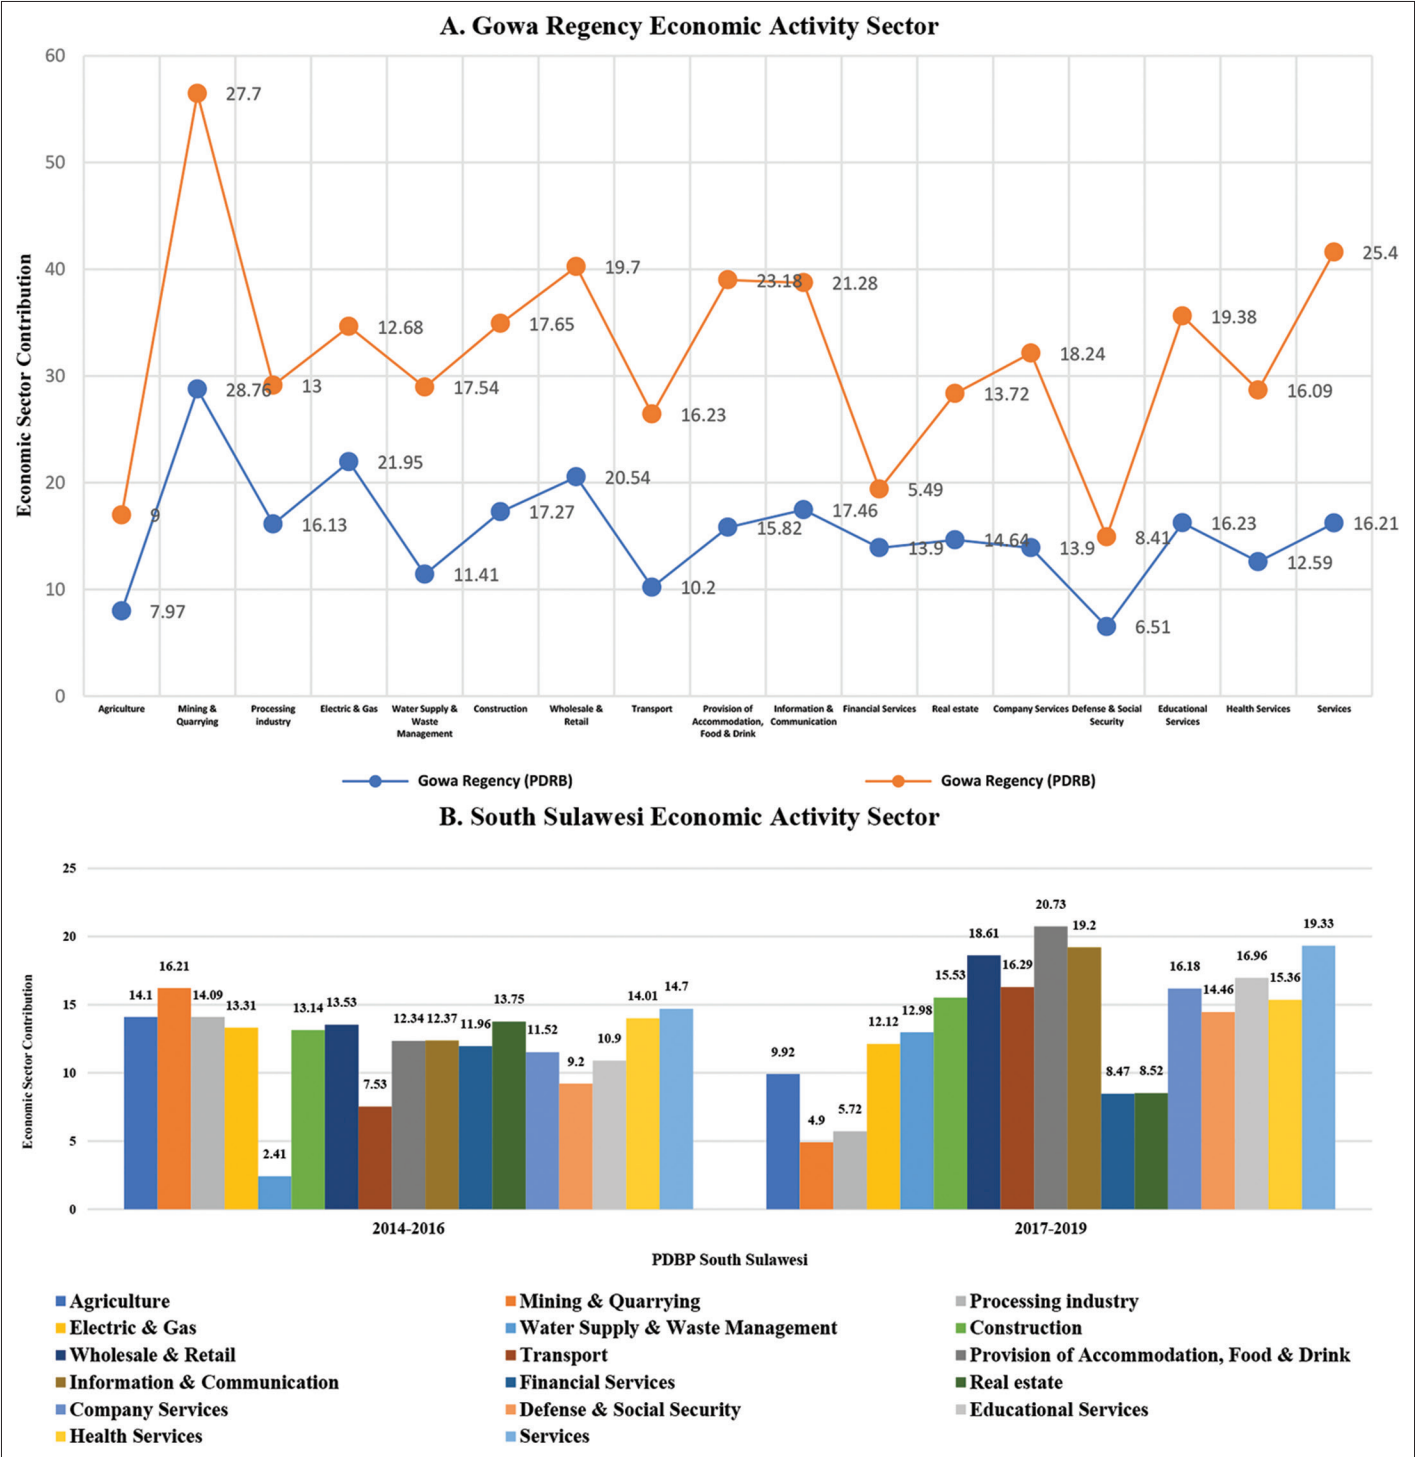 A. Gowa Regency Economic Activity Sector
Economic Sector Contribution
60
50
40
30
20
10
0
27.7
25.4
23.18
21.28
19.7
19.38
18.24
17.65
17.54
16.23
16.09
13.72
13
12.68
9
8.41
5.49
28.76
21.95
20.54
17.46
17.27
16.23
16.21
16.13
15.82
14.64
13.9
13.9
12.59
11.41
10.2
7.97
6.51
Agriculture
Mining &
Quarrying
Processing
industry
Electric & Gas
Water Supply &
Waste
Management
Construction
Wholesale &
Retail
Transport
Provision of
Accommodation,
Food & Drink
Information &
Communication
Financial Services
Real estate
Company Services
Defense & Social
Security
Educational
Services
Health Services
Services
Gowa Regency (PDRB)
Gowa Regency (PDRB)
B. South Sulawesi Economic Activity Sector
Economic Sector Contribution
25
20
15
10
5
0
14.1
16.21
14.09
13.31
2.41
13.14
13.53
7.53
12.34
12.37
11.96
13.75
11.52
9.2
10.9
14.01
14.7
9.92
4.9
5.72
12.12
12.98
15.53
18.61
16.29
20.73
19.2
8.47
8.52
16.18
14.46
16.96
15.36
19.33
2014-2016
2017-2019
PDBP South Sulawesi
Agriculture
Mining & Quarrying
Processing industry
Electric & Gas
Water Supply & Waste Management
Construction
Wholesale & Retail
Transport
Provision of Accommodation, Food & Drink
Information & Communication
Financial Services
Real estate
Company Services
Defense & Social Security
Educational Services
Health Services
Services